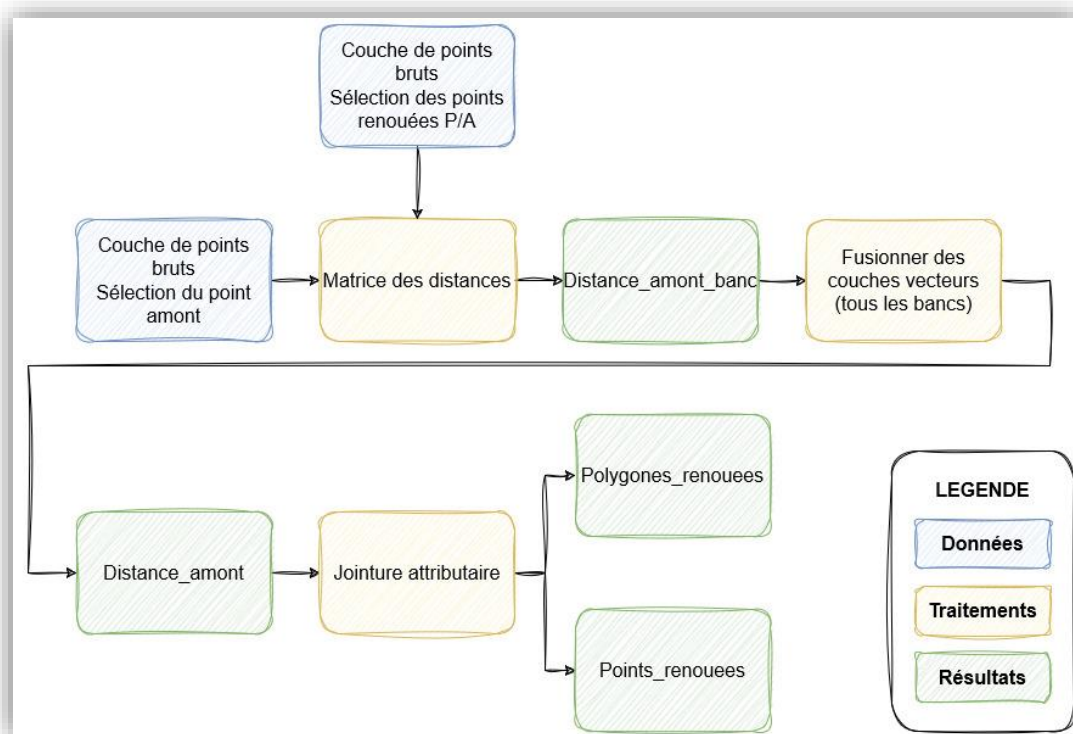 Couche de points
bruts
Sélection des points
renouées P/A
Couche de points
bruts
Sélection du point
amont
Matrice des distances
Distance_amont_banc
Fusionner des
couches vecteurs
(tous les bancs)
Distance_amont
Jointure attributaire
Polygones_renouees
Points_renouees
LEGENDE
Données
Traitements
Résultats